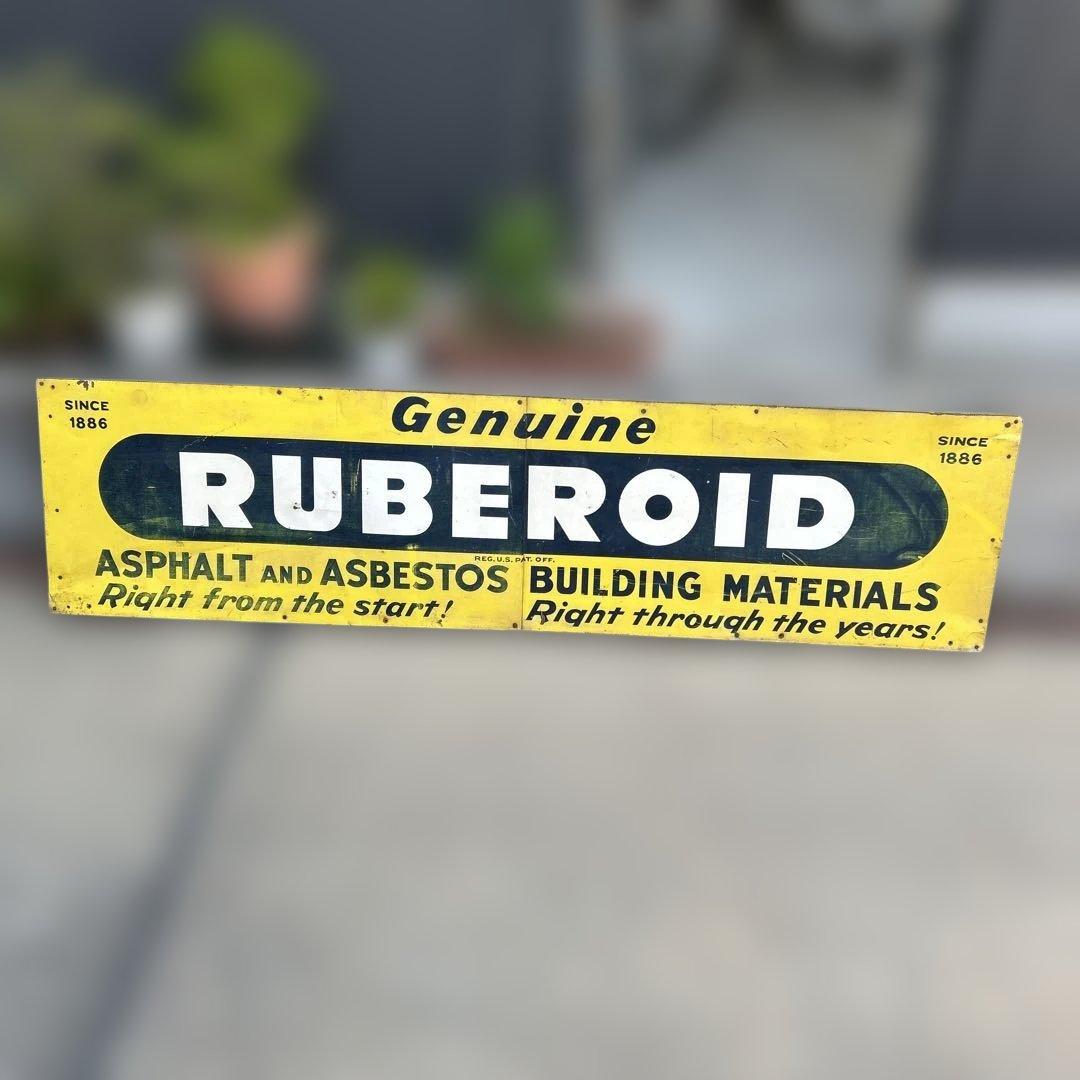 Genuine
SINCE
1886
SINCE
1886
RUBEROID
REG. U.S. PAT. OFF.
ASPHALT AND ASBESTOS BUILDING MATERIALS
Right from the start! Right through the years!